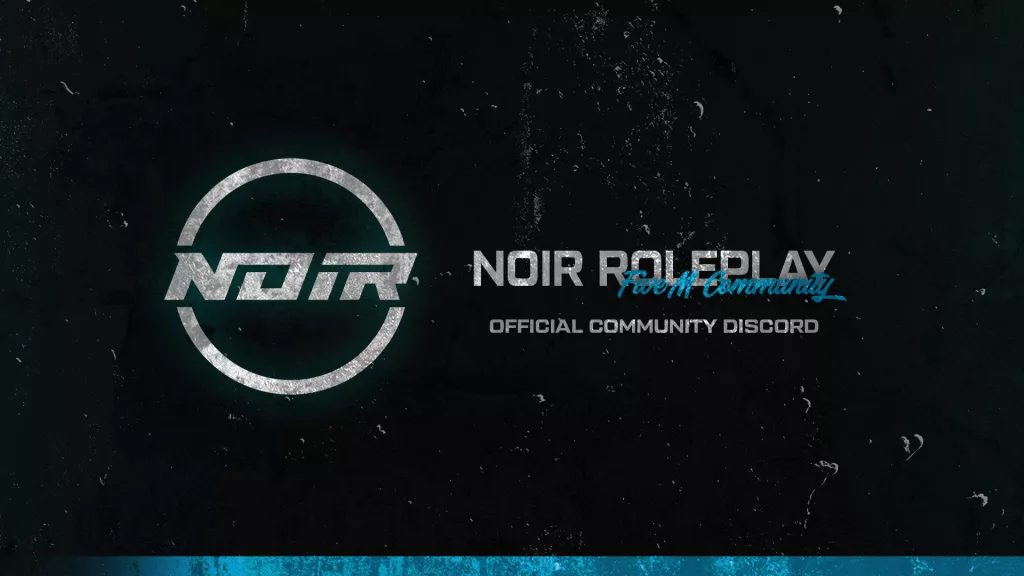 NOIR
NOIR ROLEPLAY
FiveM Community
OFFICIAL COMMUNITY DISCORD